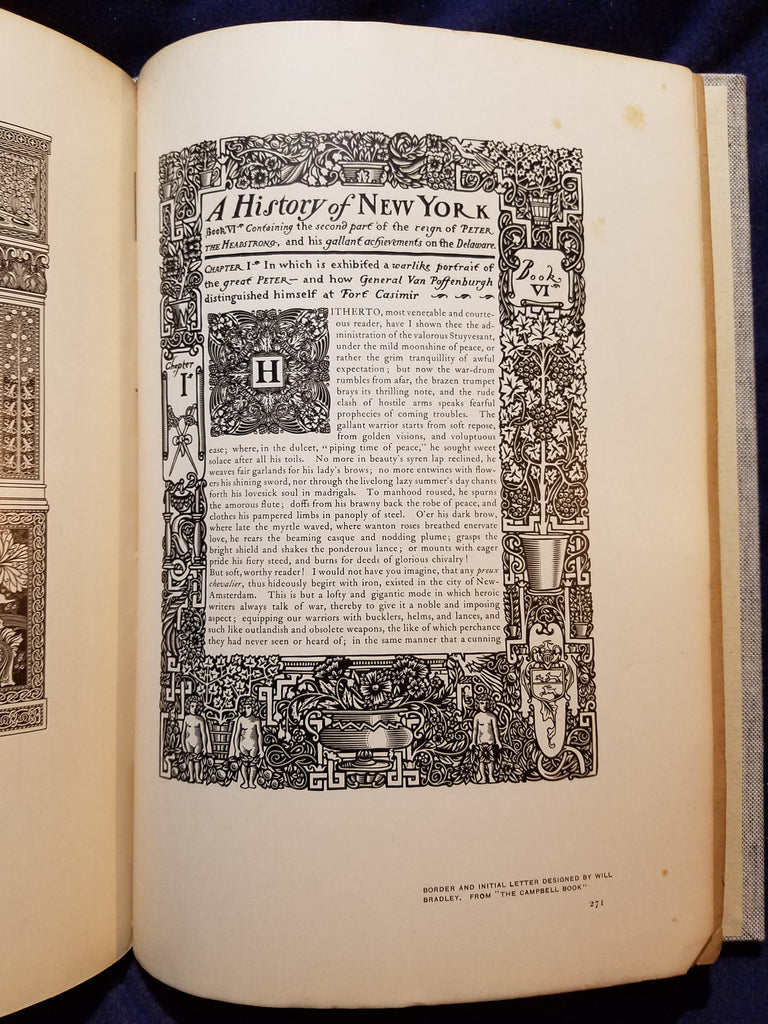 A History of NEW YORK
Book VI Containing the second part of the reign of PETER
THE HEADSTRONG, and his gallant achievements on the Delaware.
CHAPTER I In which is exhibited a warlike portrait of
the great PETER — and how General Van Poffenburgh
distinguished himself at Fort Casimir
Book
VI
Chapter
I
HITHERTO, most venerable and courte-
ous reader, have I shown thee the ad-
ministration of the valorous Stuyvesant,
under the mild moonshine of peace, or
rather the grim tranquillity of awful
expectation; but now the war-drum
rumbles from afar, the brazen trumpet
brays its thrilling note, and the rude
clash of hostile arms speaks fearful
prophecies of coming troubles. The
gallant warrior starts from soft repose,
from golden visions, and voluptuous
ease; where, in the dulcet, "piping time of peace," he sought sweet
solace after all his toils. No more in beauty's syren lap reclined, he
weaves fair garlands for his lady's brows; no more entwines with flow-
ers his shining sword, nor through the livelong lazy summer's day chants
forth his lovesick soul in madrigals. To manhood roused, he spurns
the amorous flute; doffs from his brawny back the robe of peace, and
clothes his pampered limbs in panoply of steel. O'er his dark brow,
where late the myrtle waved, where wanton roses breathed enervate
love, he rears the beaming casque and nodding plume; grasps the
bright shield and shakes the ponderous lance; or mounts with eager
pride his fiery steed, and burns for deeds of glorious chivalry!
But soft, worthy reader! I would not have you imagine, that any preux
chevalier, thus hideously begirt with iron, existed in the city of New-
Amsterdam. This is but a lofty and gigantic mode in which heroic
writers always talk of war, thereby to give it a noble and imposing
aspect; equipping our warriors with bucklers, helms, and lances, and
such like outlandish and obsolete weapons, the like of which perchance
they had never seen or heard of; in the same manner that a cunning
BORDER AND INITIAL LETTER DESIGNED BY WILL
BRADLEY. FROM "THE CAMPBELL BOOK"
271